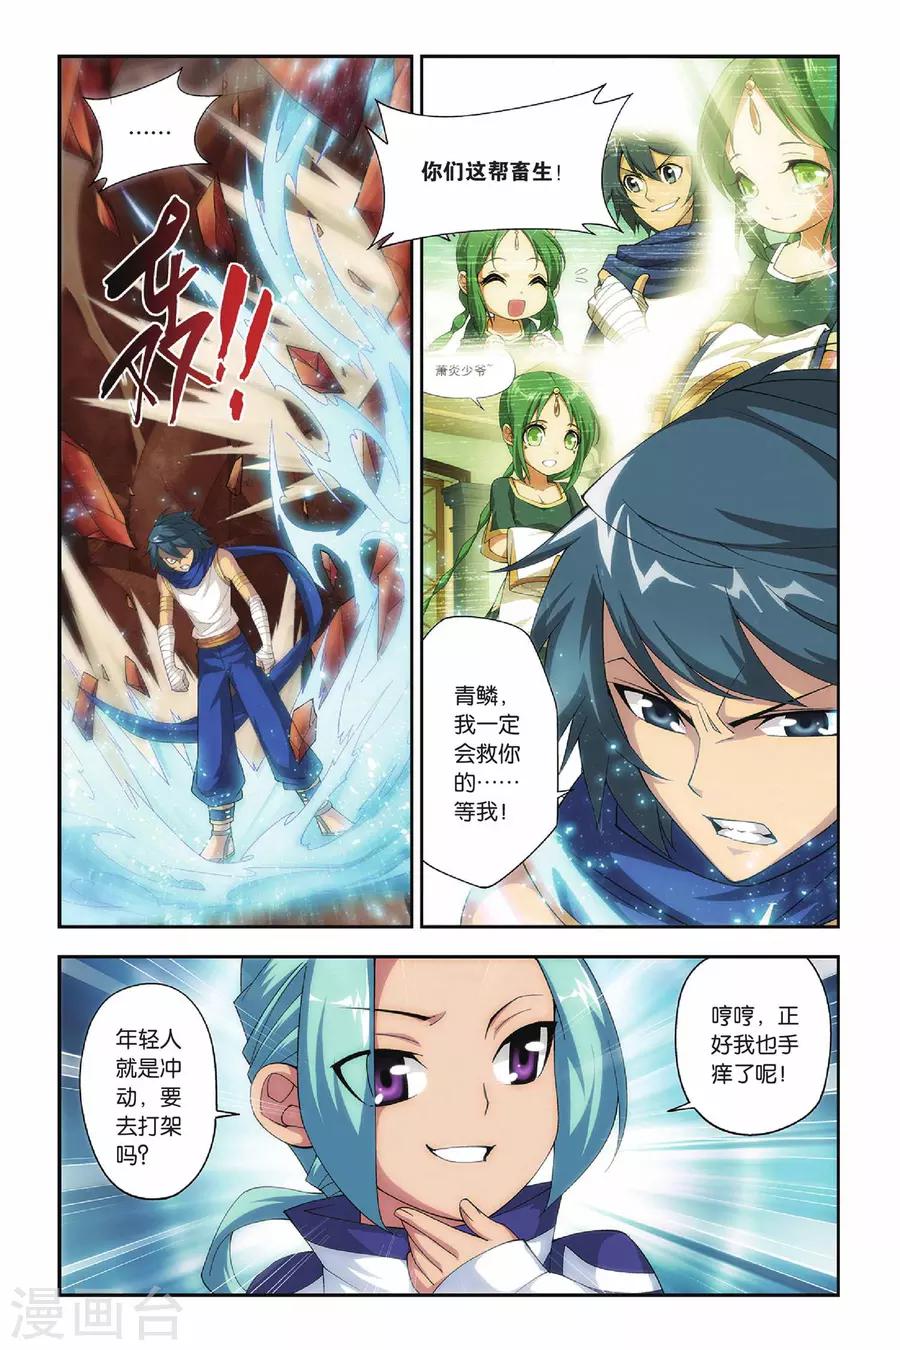 ……
轰!!
你们这帮畜生!
萧炎少爷~
青鳞,
我一定
会救你
的……
等我!
年轻人
就是冲
动,要
去打架
吗?
哼哼,正
好我也手
痒了呢!
漫画台